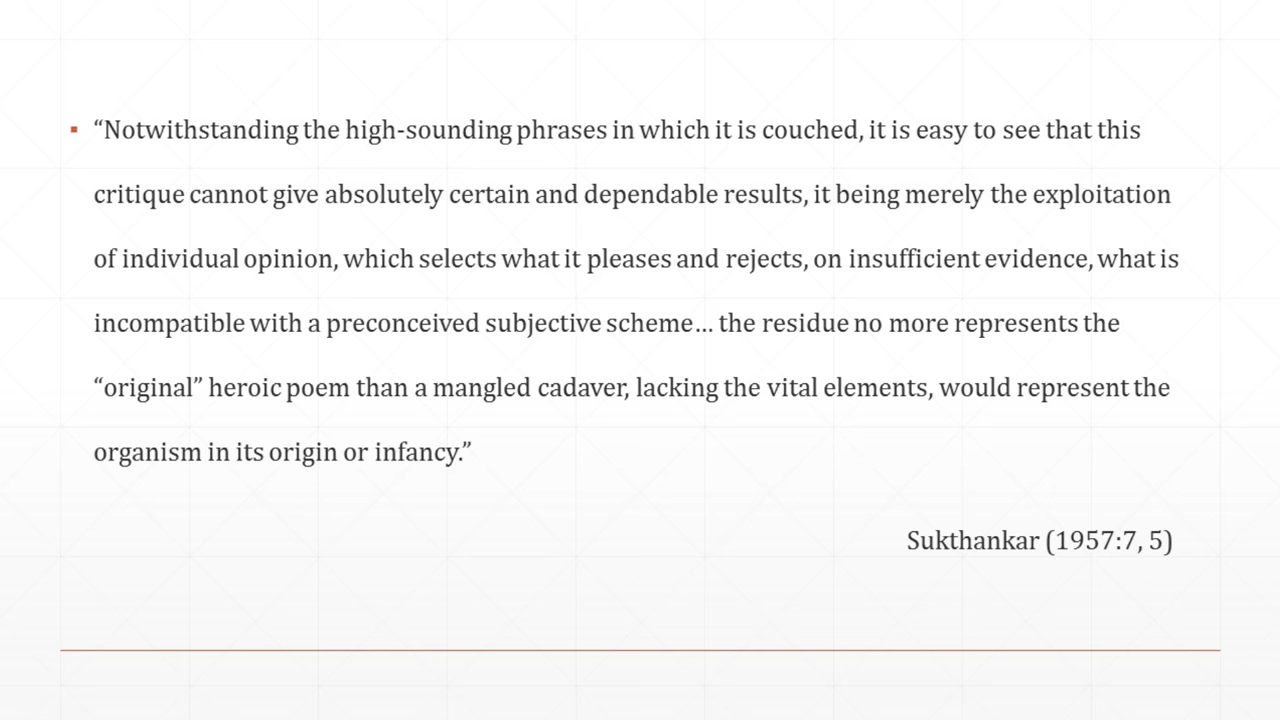 ▪ “Notwithstanding the high-sounding phrases in which it is couched, it is easy to see that this
critique cannot give absolutely certain and dependable results, it being merely the exploitation
of individual opinion, which selects what it pleases and rejects, on insufficient evidence, what is
incompatible with a preconceived subjective scheme… the residue no more represents the
“original” heroic poem than a mangled cadaver, lacking the vital elements, would represent the
organism in its origin or infancy.”
Sukthankar (1957:7, 5)